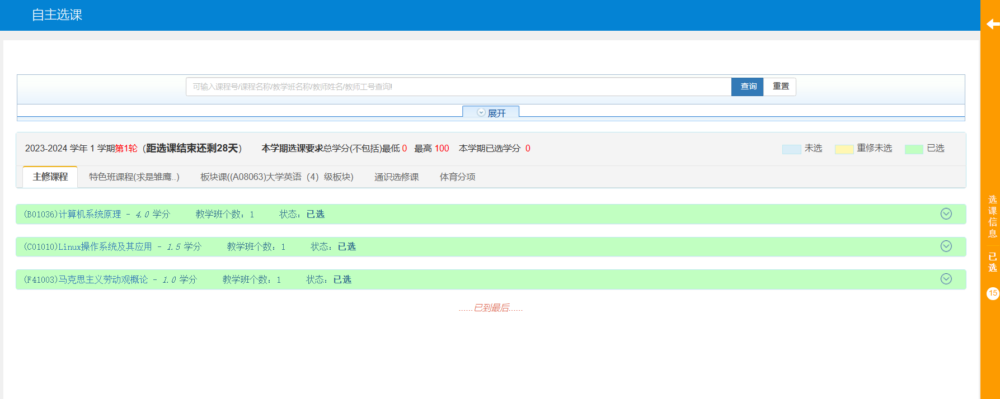 自主选课
可输入课程号/课程名称/教学班名称/教师姓名/教师工号查询!
查询
重置
展开
2023-2024 学年 1 学期第1轮（距选课结束还剩28天） 本学期选课要求总学分(不包括)最低 0 最高 100 本学期已选学分 0
未选 重修未选 已选
主修课程 特色班课程(求是雏鹰..) 板块课((A08063)大学英语（4）级板块) 通识选修课 体育分项
(B01036)计算机系统原理 - 4.0 学分 教学班个数：1 状态：已选
(C01010)Linux操作系统及其应用 - 1.5 学分 教学班个数：1 状态：已选
(F41003)马克思主义劳动观概论 - 1.0 学分 教学班个数：1 状态：已选
......已到最后......
选课信息
已选
15